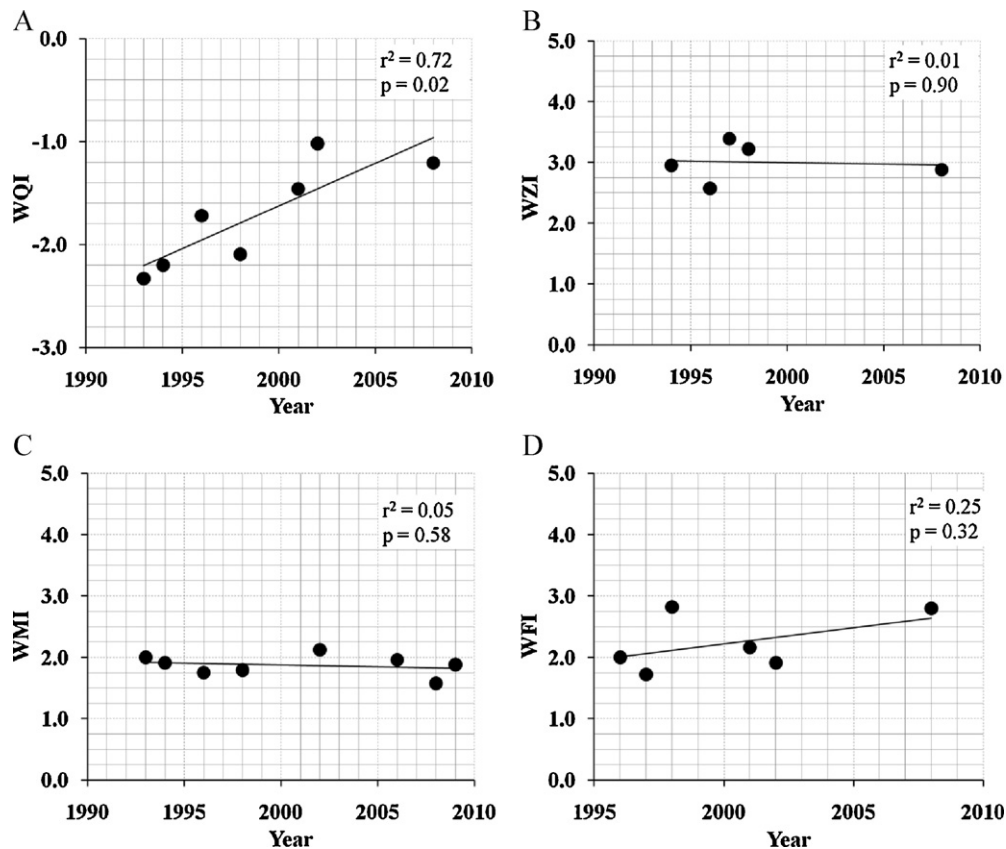 A
0.0
-1.0
-2.0
-3.0
WQI
r² = 0.72
p = 0.02
1990 1995 2000 2005 2010
Year
B
5.0
4.0
3.0
2.0
1.0
0.0
WZI
r² = 0.01
p = 0.90
1990 1995 2000 2005 2010
Year
C
5.0
4.0
3.0
2.0
1.0
0.0
WMI
r² = 0.05
p = 0.58
1990 1995 2000 2005 2010
Year
D
5.0
4.0
3.0
2.0
1.0
0.0
WFI
r² = 0.25
p = 0.32
1995 2000 2005 2010
Year